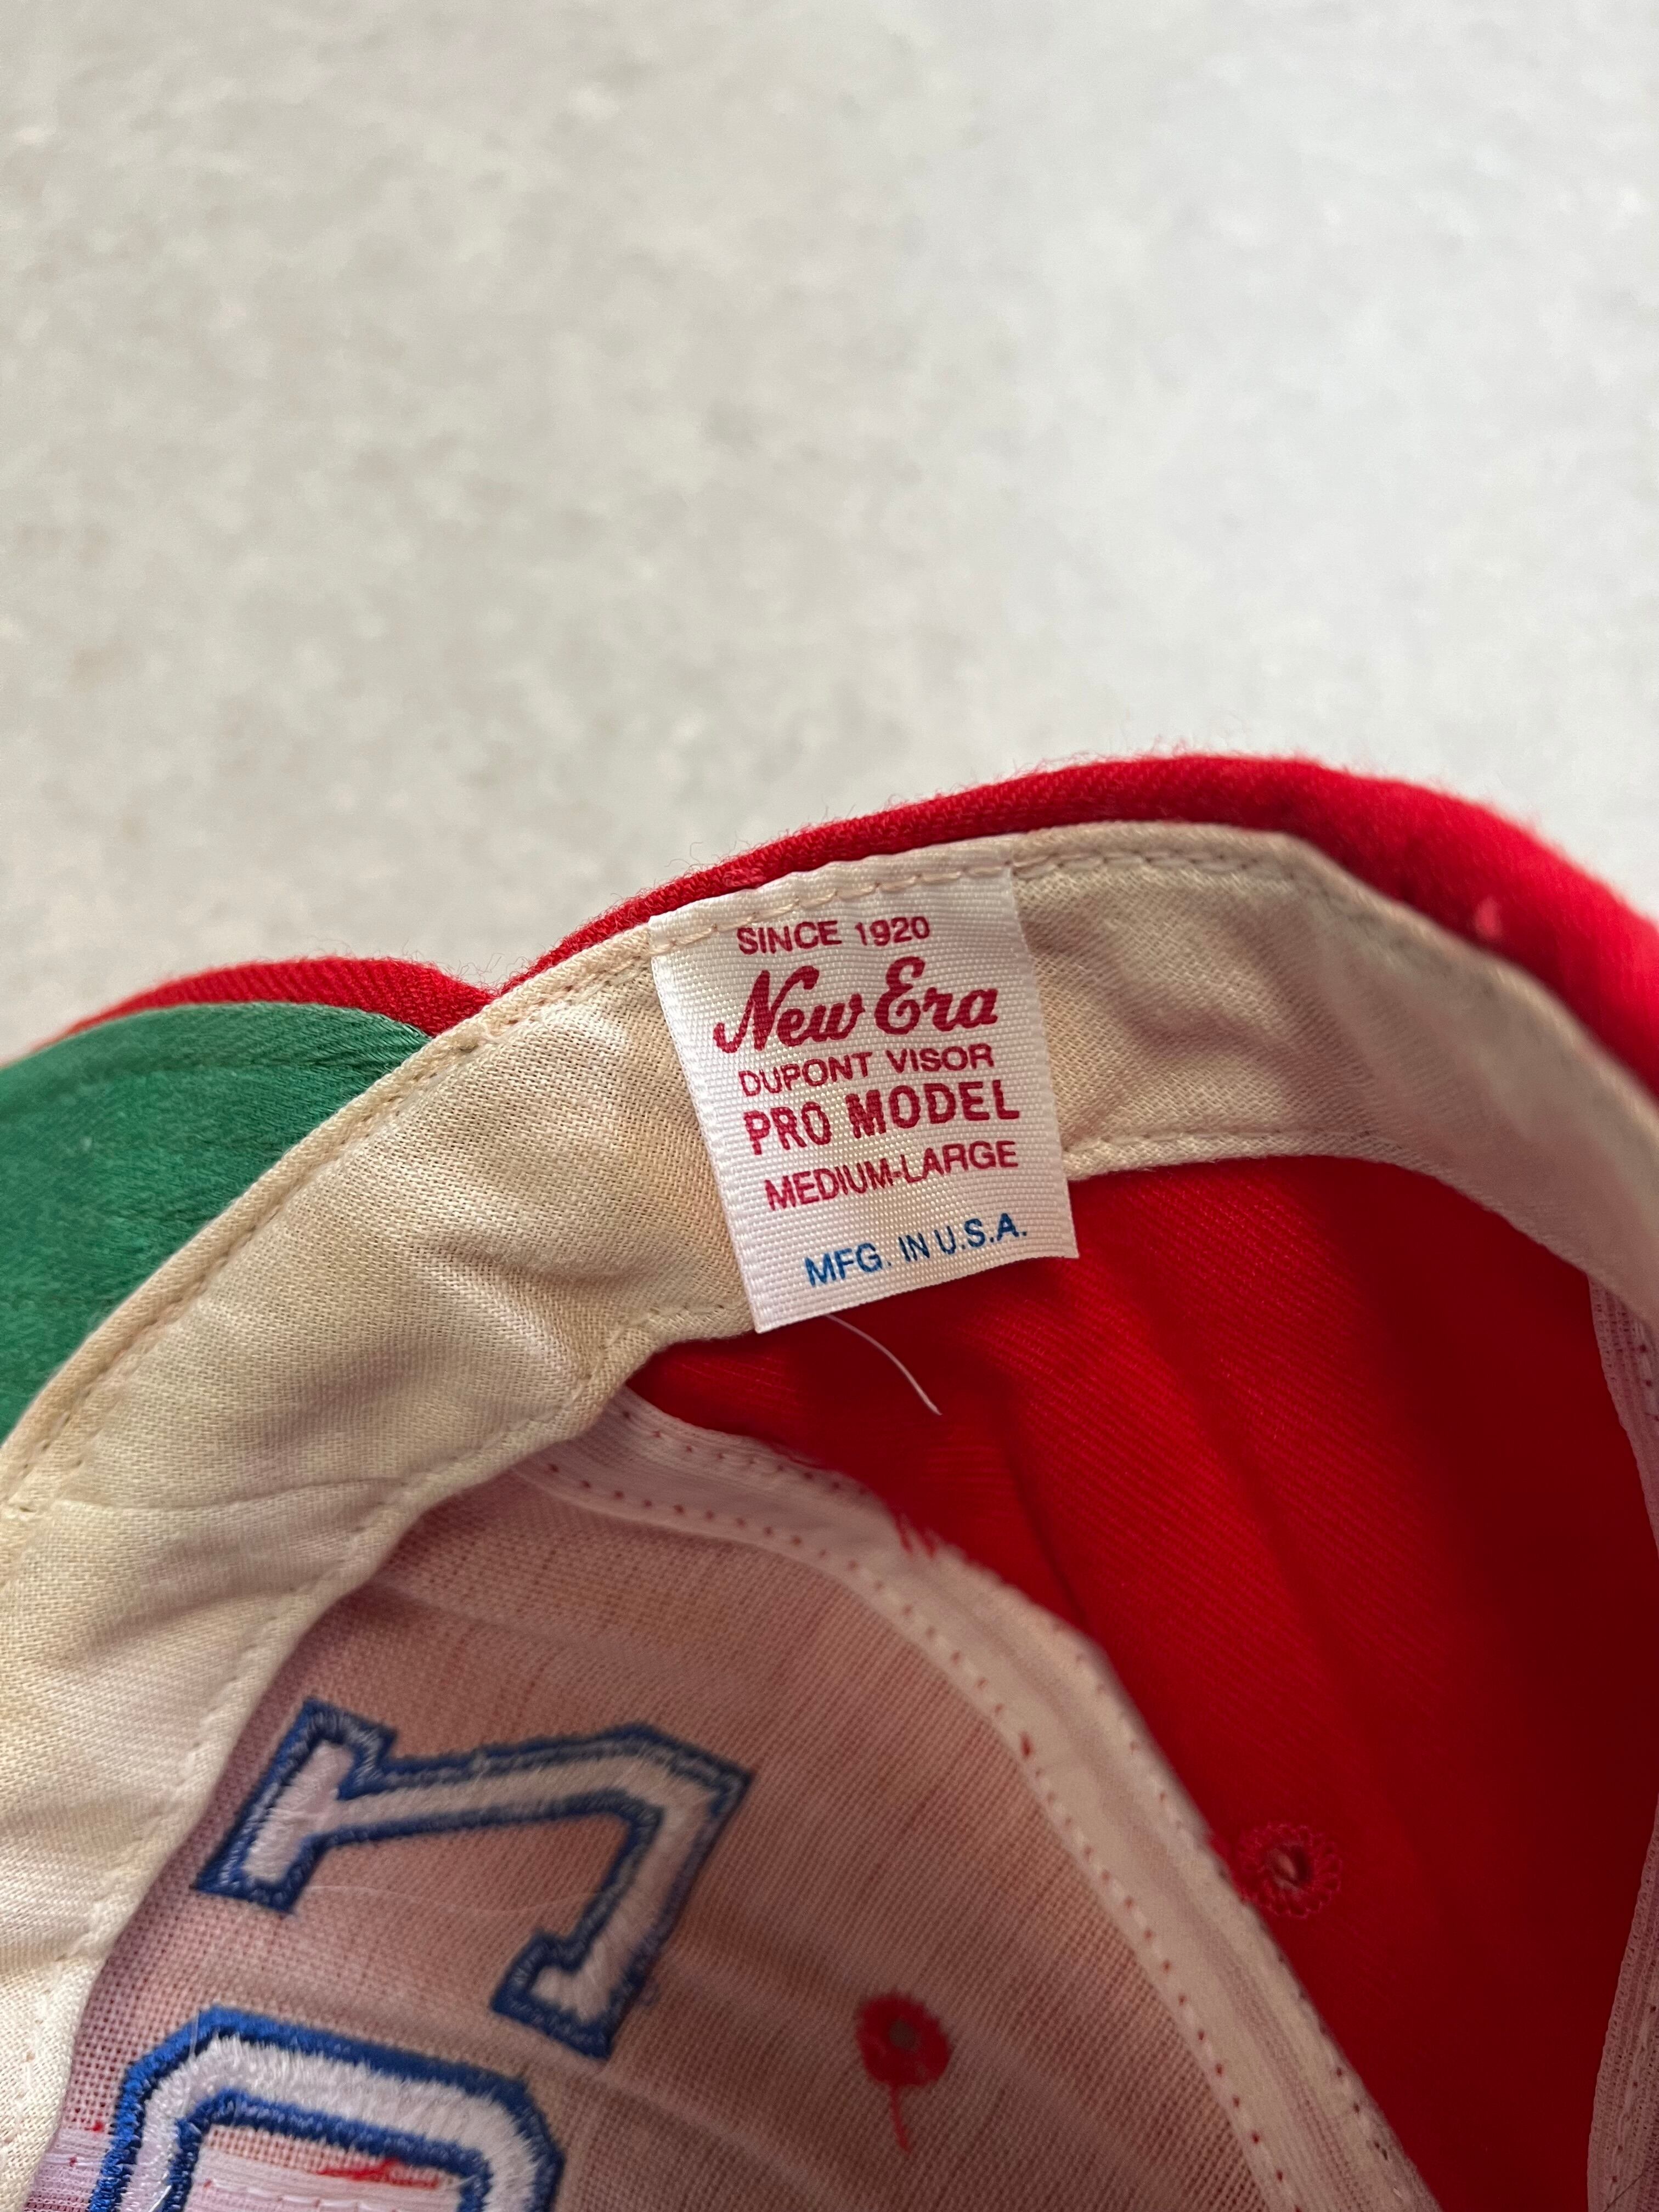 SINCE 1920
New Era
DUPONT VISOR
PRO MODEL
MEDIUM-LARGE
MFG. IN U.S.A.